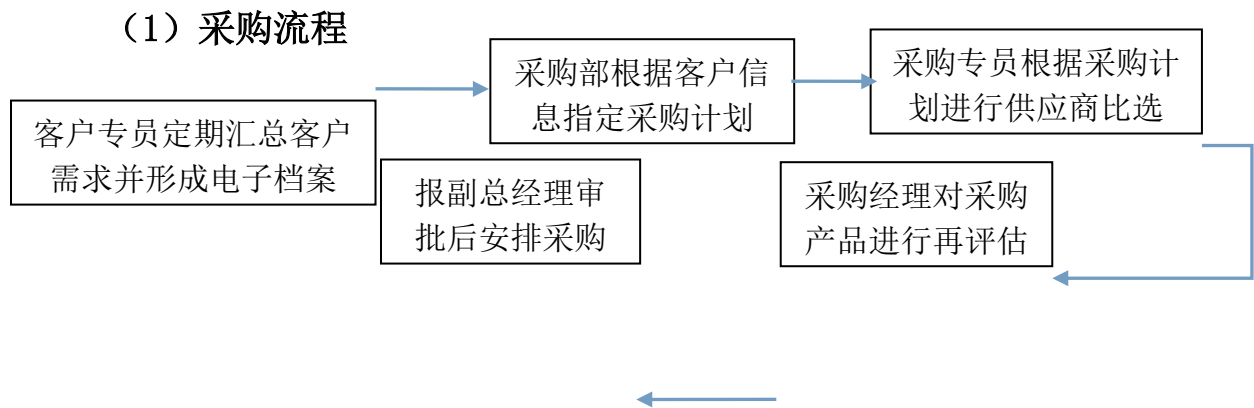 （1）采购流程
客户专员定期汇总客户
需求并形成电子档案
采购部根据客户信
息指定采购计划
采购专员根据采购计
划进行供应商比选
采购经理对采购
产品进行再评估
报副总经理审
批后安排采购